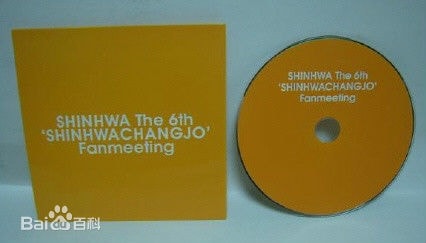 SHINHWA The 6th
'SHINHWACHANGJO'
Fanmeeting
SHINHWA The 6th
'SHINHWACHANGJO'
Fanmeeting
Bai百科